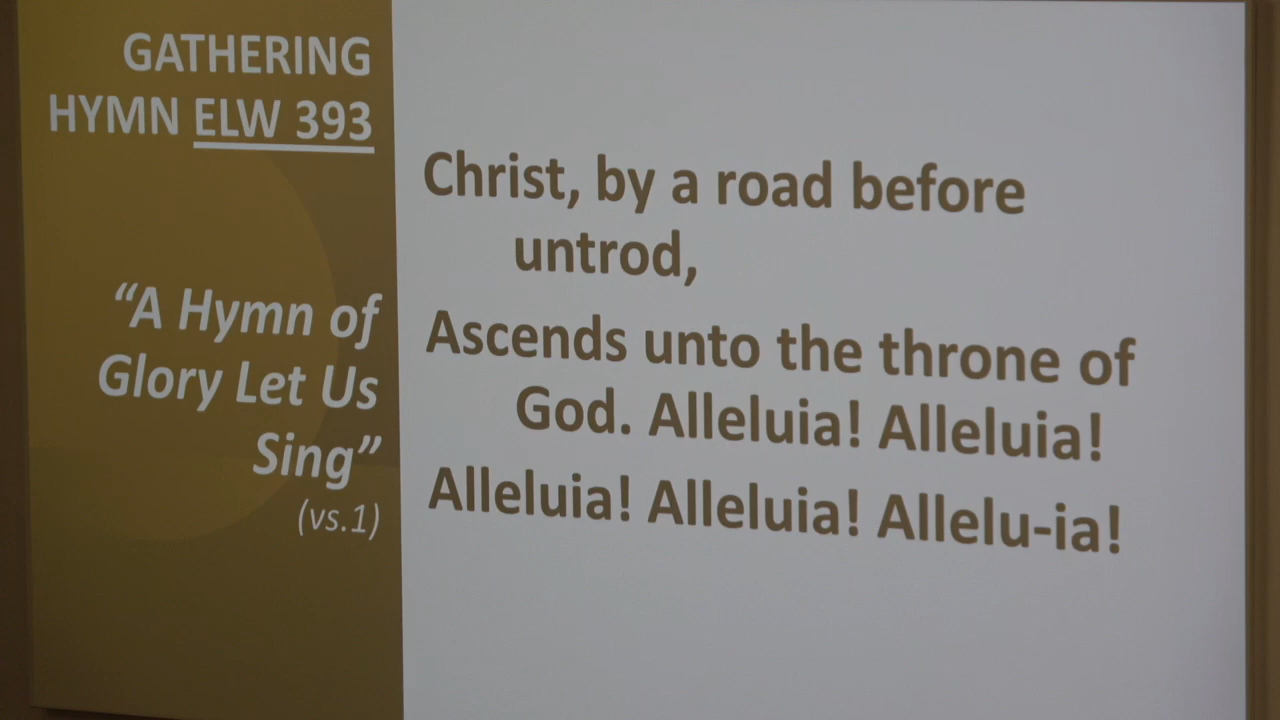 GATHERING
HYMN ELW 393
“A Hymn of
Glory Let Us
Sing”
(vs.1)
Christ, by a road before
untrod,
Ascends unto the throne of
God. Alleluia! Alleluia!
Alleluia! Alleluia! Allelu-ia!